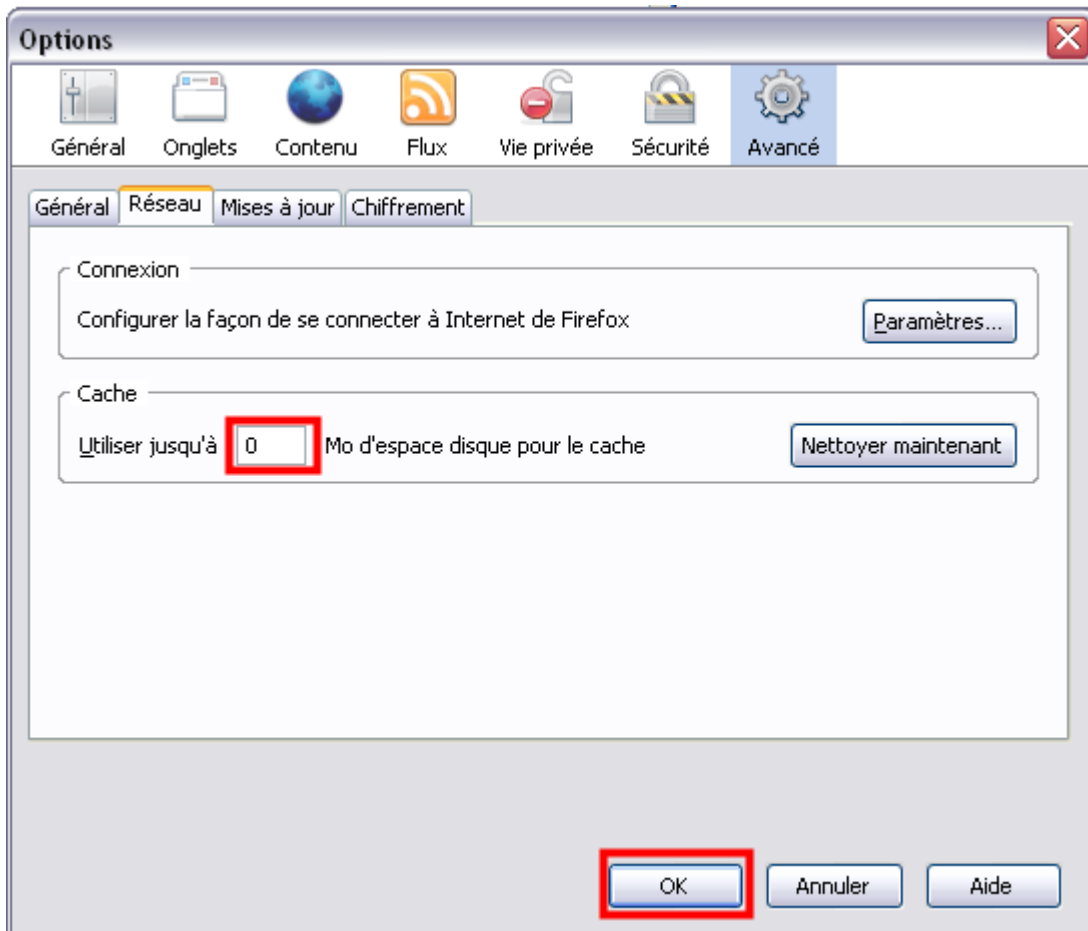 Options
Général Onglets Contenu Flux Vie privée Sécurité Avancé
Général Réseau Mises à jour Chiffrement
Connexion
Configurer la façon de se connecter à Internet de Firefox Paramètres...
Cache
Utiliser jusqu'à 0 Mo d'espace disque pour le cache Nettoyer maintenant
OK Annuler Aide